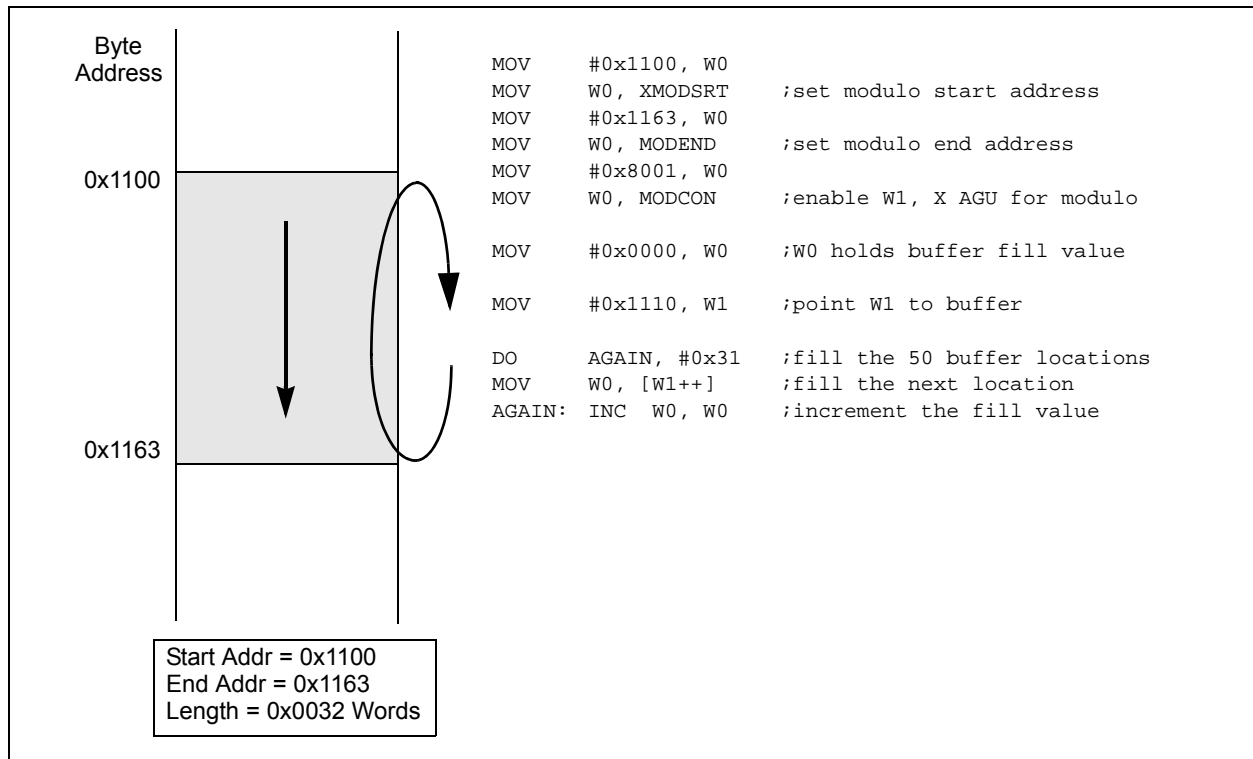 Byte
Address
0x1100
0x1163
MOV #0x1100, W0
MOV W0, XMODSRT ;set modulo start address
MOV #0x1163, W0
MOV W0, MODEND ;set modulo end address
MOV #0x8001, W0
MOV W0, MODCON ;enable W1, X AGU for modulo
MOV #0x0000, W0 ;W0 holds buffer fill value
MOV #0x1110, W1 ;point W1 to buffer
DO AGAIN, #0x31 ;fill the 50 buffer locations
MOV W0, [W1++] ;fill the next location
AGAIN: INC W0, W0 ;increment the fill value
Start Addr = 0x1100
End Addr = 0x1163
Length = 0x0032 Words